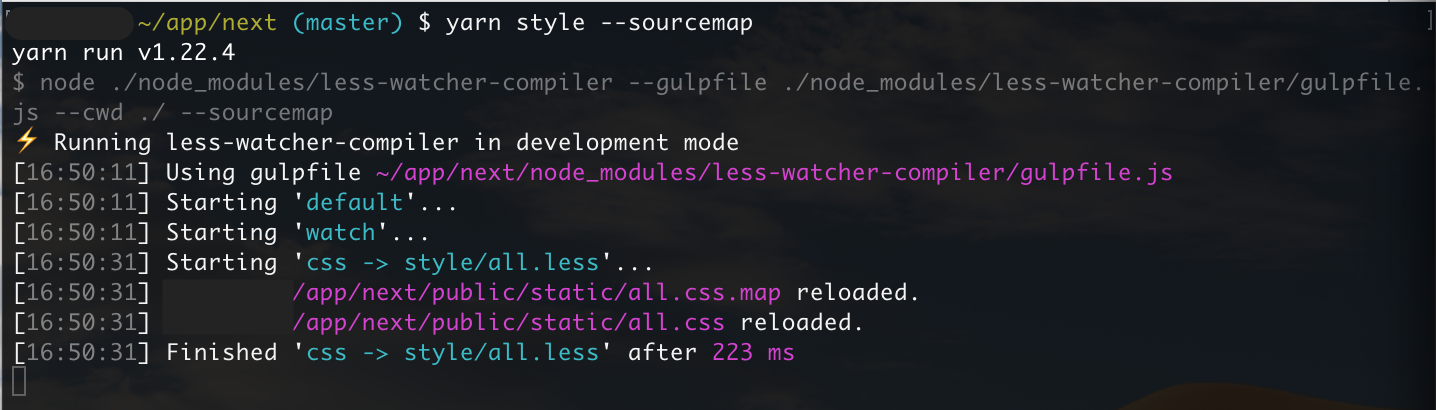 ~/app/next (master) $ yarn style --sourcemap
yarn run v1.22.4
$ node ./node_modules/less-watcher-compiler --gulpfile ./node_modules/less-watcher-compiler/gulpfile.
js --cwd ./ --sourcemap
⚡ Running less-watcher-compiler in development mode
[16:50:11] Using gulpfile ~/app/next/node_modules/less-watcher-compiler/gulpfile.js
[16:50:11] Starting 'default'...
[16:50:11] Starting 'watch'...
[16:50:31] Starting 'css -> style/all.less'...
[16:50:31] /app/next/public/static/all.css.map reloaded.
[16:50:31] /app/next/public/static/all.css reloaded.
[16:50:31] Finished 'css -> style/all.less' after 223 ms